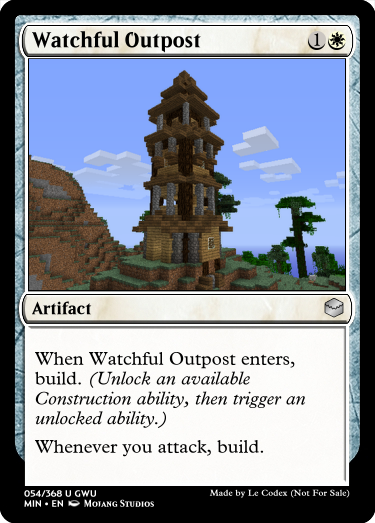 Watchful Outpost 1
Artifact
When Watchful Outpost enters,
build. (Unlock an available
Construction ability, then trigger an
unlocked ability.)
Whenever you attack, build.
054/368 U GWU Made by Le Codex (Not For Sale)
MIN • EN Mojang Studios